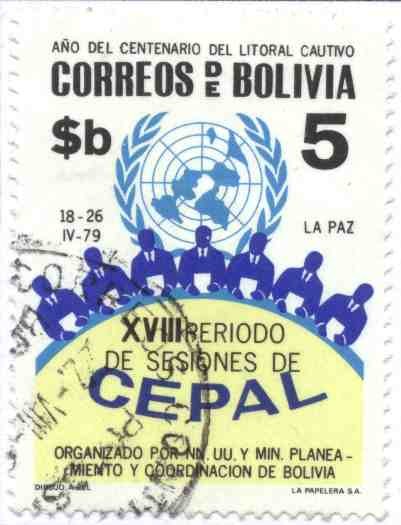 AÑO DEL CENTENARIO DEL LITORAL CAUTIVO
CORREOS DE BOLIVIA
$b 5
18-26
IV-79
LA PAZ
XVIII PERIODO
DE SESIONES DE
CEPAL
ORGANIZADO POR NN. UU. Y MIN. PLANEA-
MIENTO Y COORDINACION DE BOLIVIA
LA PAPELERA S.A.